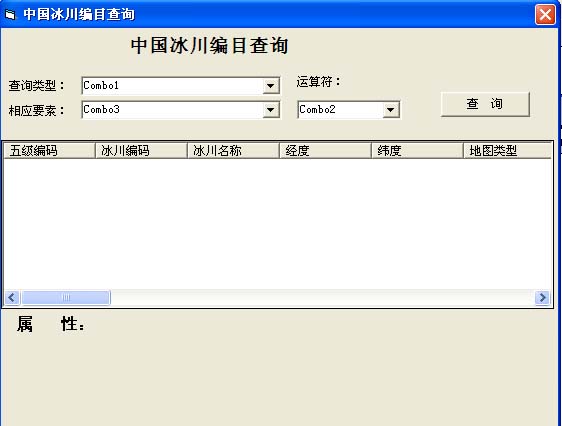 中国冰川编目查询
中国冰川编目查询
查询类型： Combo1 运算符：
相应要素： Combo3 Combo2 查 询
五级编码 冰川编码 冰川名称 经度 纬度 地图类型
属 性：